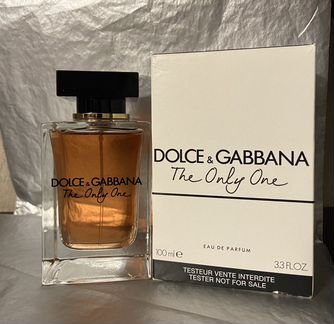 DOLCE & GABBANA
The Only One
DOLCE & GABBANA
The Only One
EAU DE PARFUM
100 ml ℮
3.3 FL.OZ.
TESTEUR VENTE INTERDITE
TESTER NOT FOR SALE